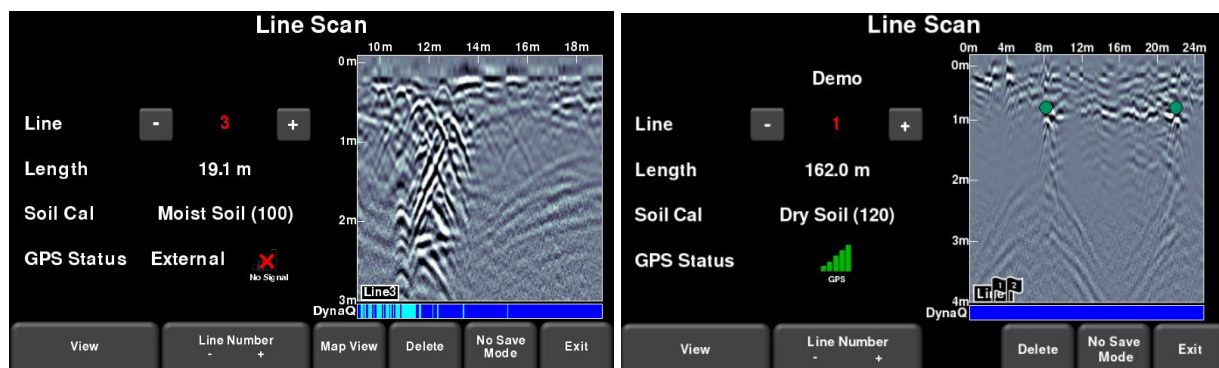 Line Scan
10m 12m 14m 16m 18m
0m
Line - 3 +
1m
Length 19.1 m
Soil Cal Moist Soil (100)
2m
GPS Status External
No Signal
Line3
3m
DynaQ
View
Line Number
- +
Map View
Delete
No Save
Mode
Exit
Line Scan
0m 4m 8m 12m 16m 20m 24m
0m
Demo
Line - 1 +
1m
Length 162.0 m
2m
Soil Cal Dry Soil (120)
3m
GPS Status
GPS
1 2
Line
4m
DynaQ
View
Line Number
- +
Delete
No Save
Mode
Exit